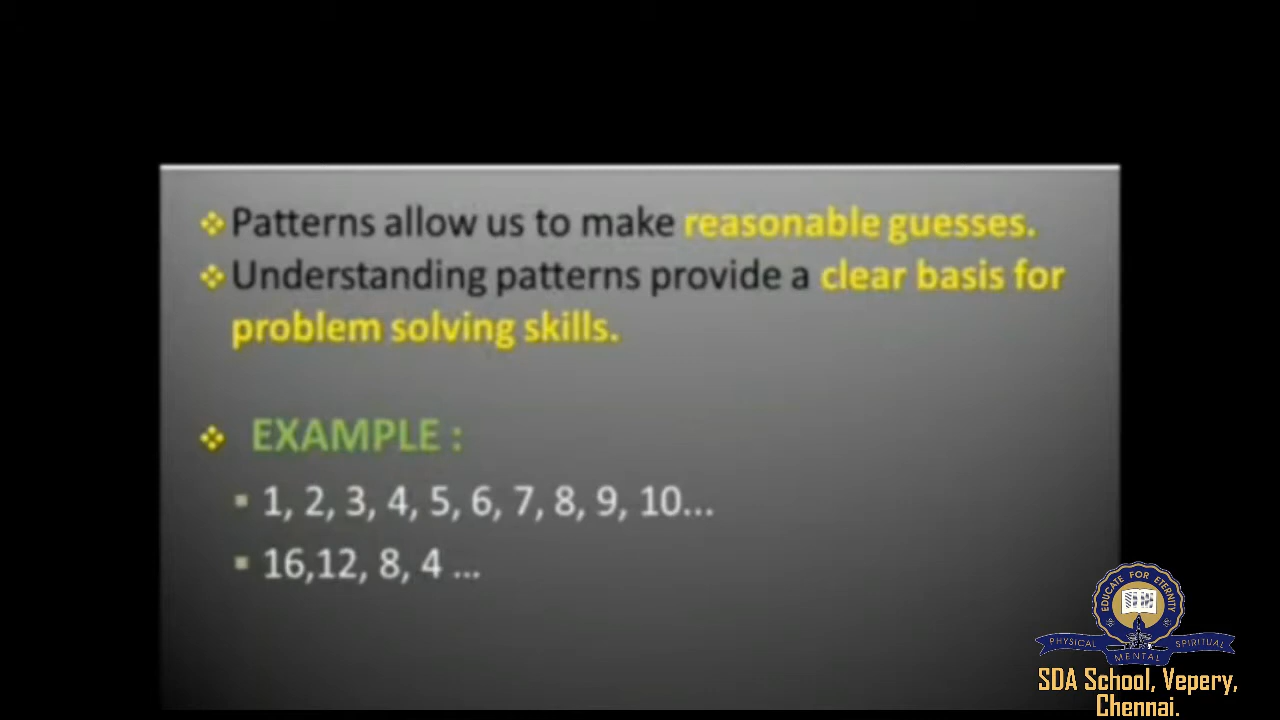 Patterns allow us to make reasonable guesses.
Understanding patterns provide a clear basis for
problem solving skills.
EXAMPLE :
1, 2, 3, 4, 5, 6, 7, 8, 9, 10...
16,12, 8, 4 ...
EDUCATE FOR ETERNITY
PHYSICAL MENTAL SPIRITUAL
SDA School, Vepery,
Chennai.